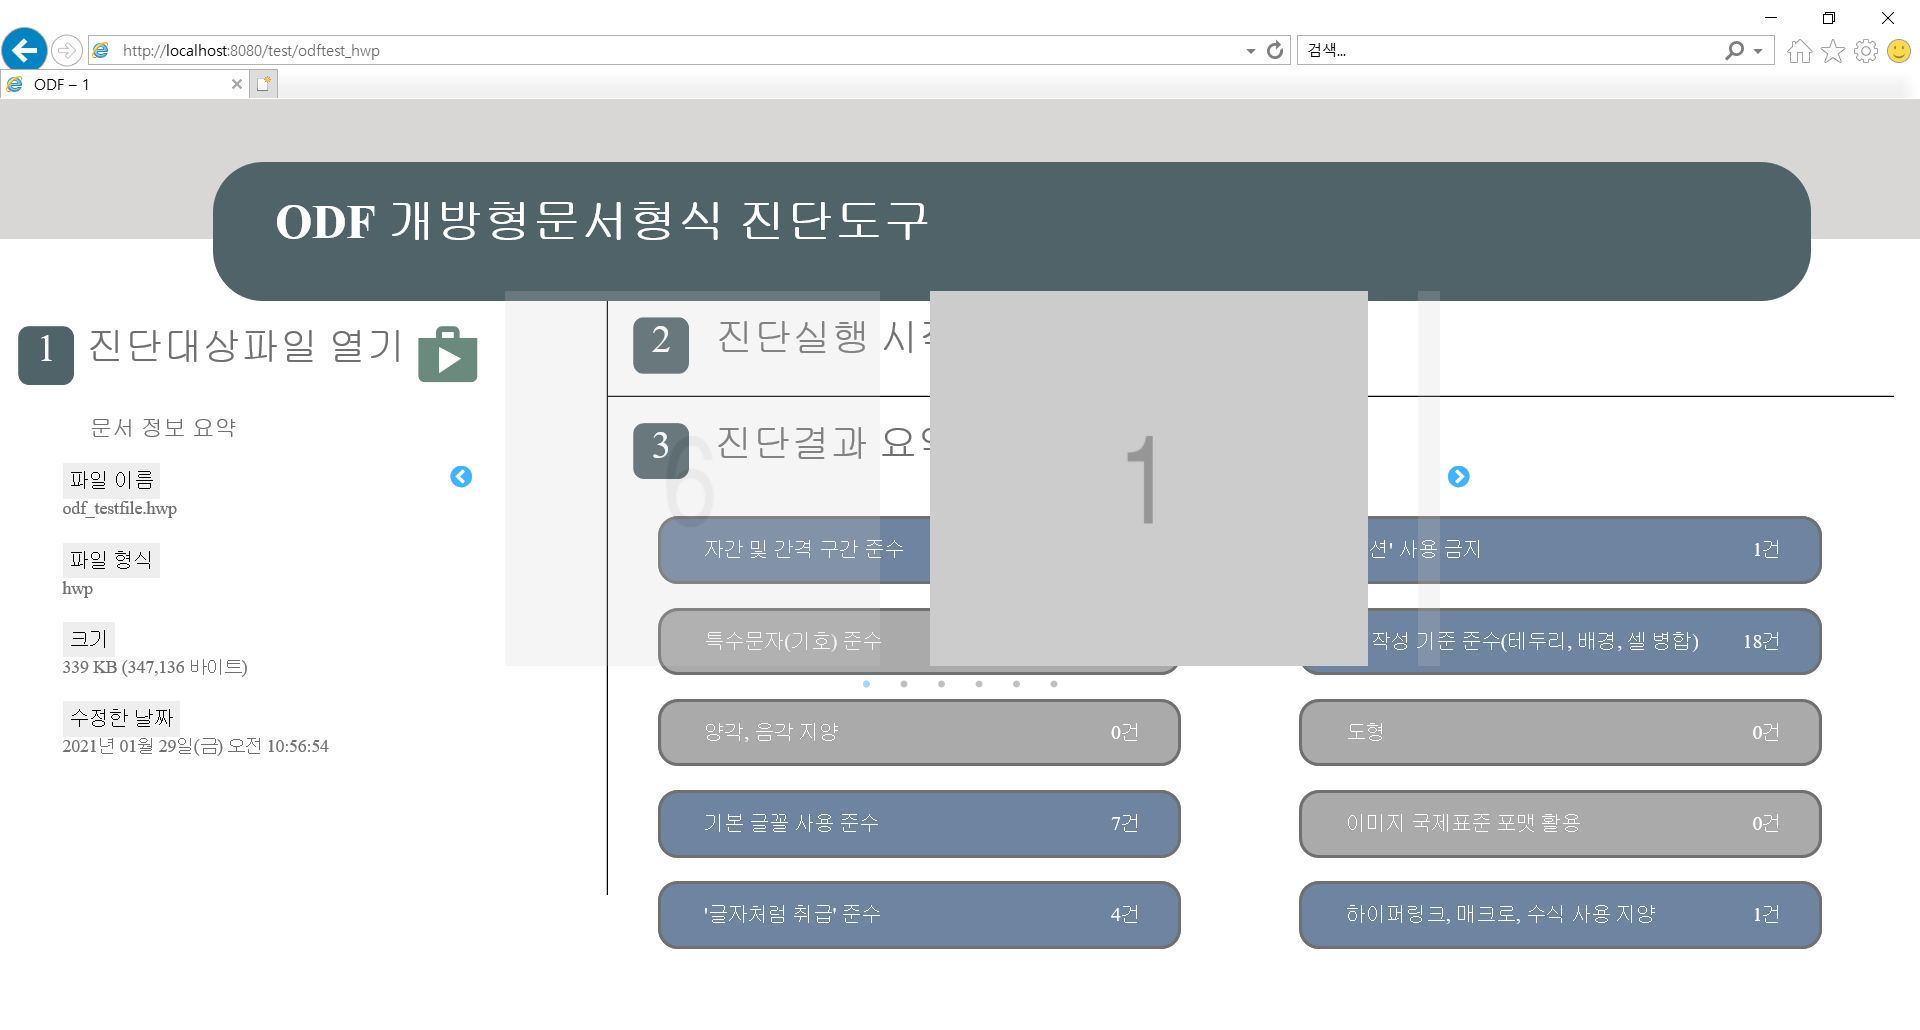 http://localhost:8080/test/odftest_hwp
검색...
ODF – 1
ODF 개방형문서형식 진단도구
1 진단대상파일 열기
문서 정보 요약
파일 이름
odf_testfile.hwp
파일 형식
hwp
크기
339 KB (347,136 바이트)
수정한 날짜
2021년 01월 29일(금) 오전 10:56:54
2 진단실행
3 진단결과
6
1
자간 및 간격 구간 준수
션' 사용 금지 1건
특수문자(기호) 준수
작성 기준 준수(테두리, 배경, 셀 병합) 18건
양각, 음각 지양 0건
도형 0건
기본 글꼴 사용 준수 7건
이미지 국제표준 포맷 활용 0건
'글자처럼 취급' 준수 4건
하이퍼링크, 매크로, 수식 사용 지양 1건